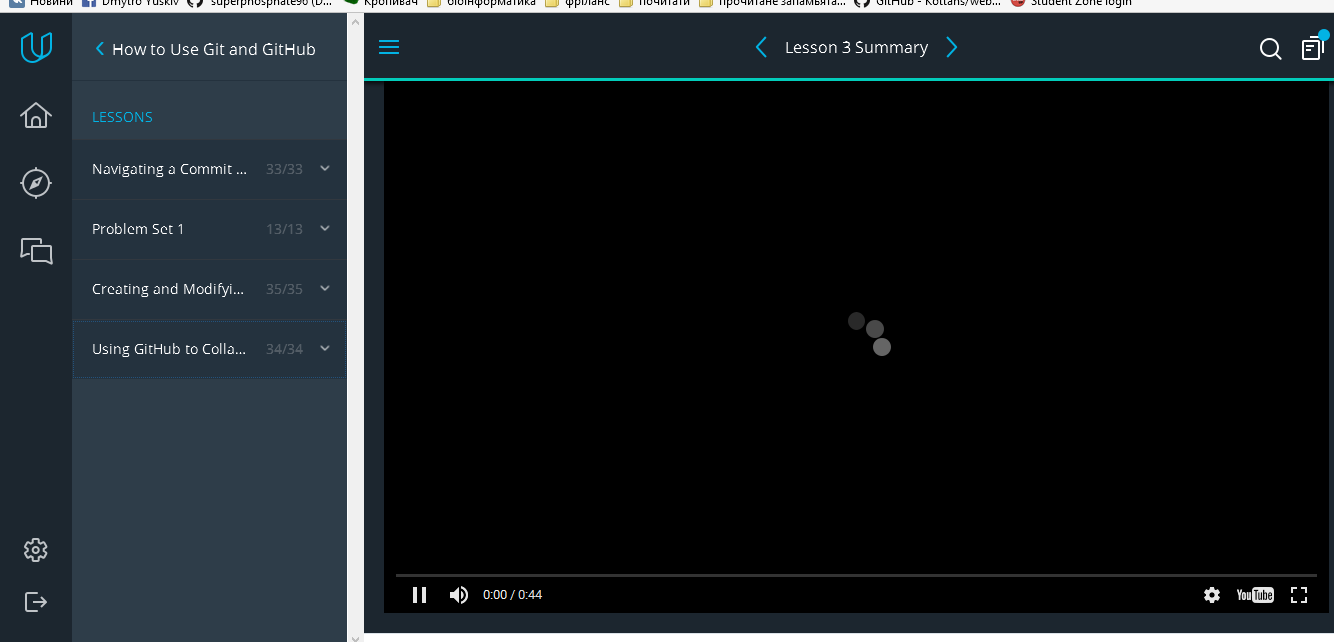 Новини Dmytro Yuskiv superphosphate96 (D... Кропивач біоінформатика фріланс почитати прочитане запамьята... GitHub - Kottans/web... Student Zone login
How to Use Git and GitHub
Lesson 3 Summary
LESSONS
Navigating a Commit ... 33/33
Problem Set 1 13/13
Creating and Modifyi... 35/35
Using GitHub to Colla... 34/34
0:00 / 0:44
YouTube